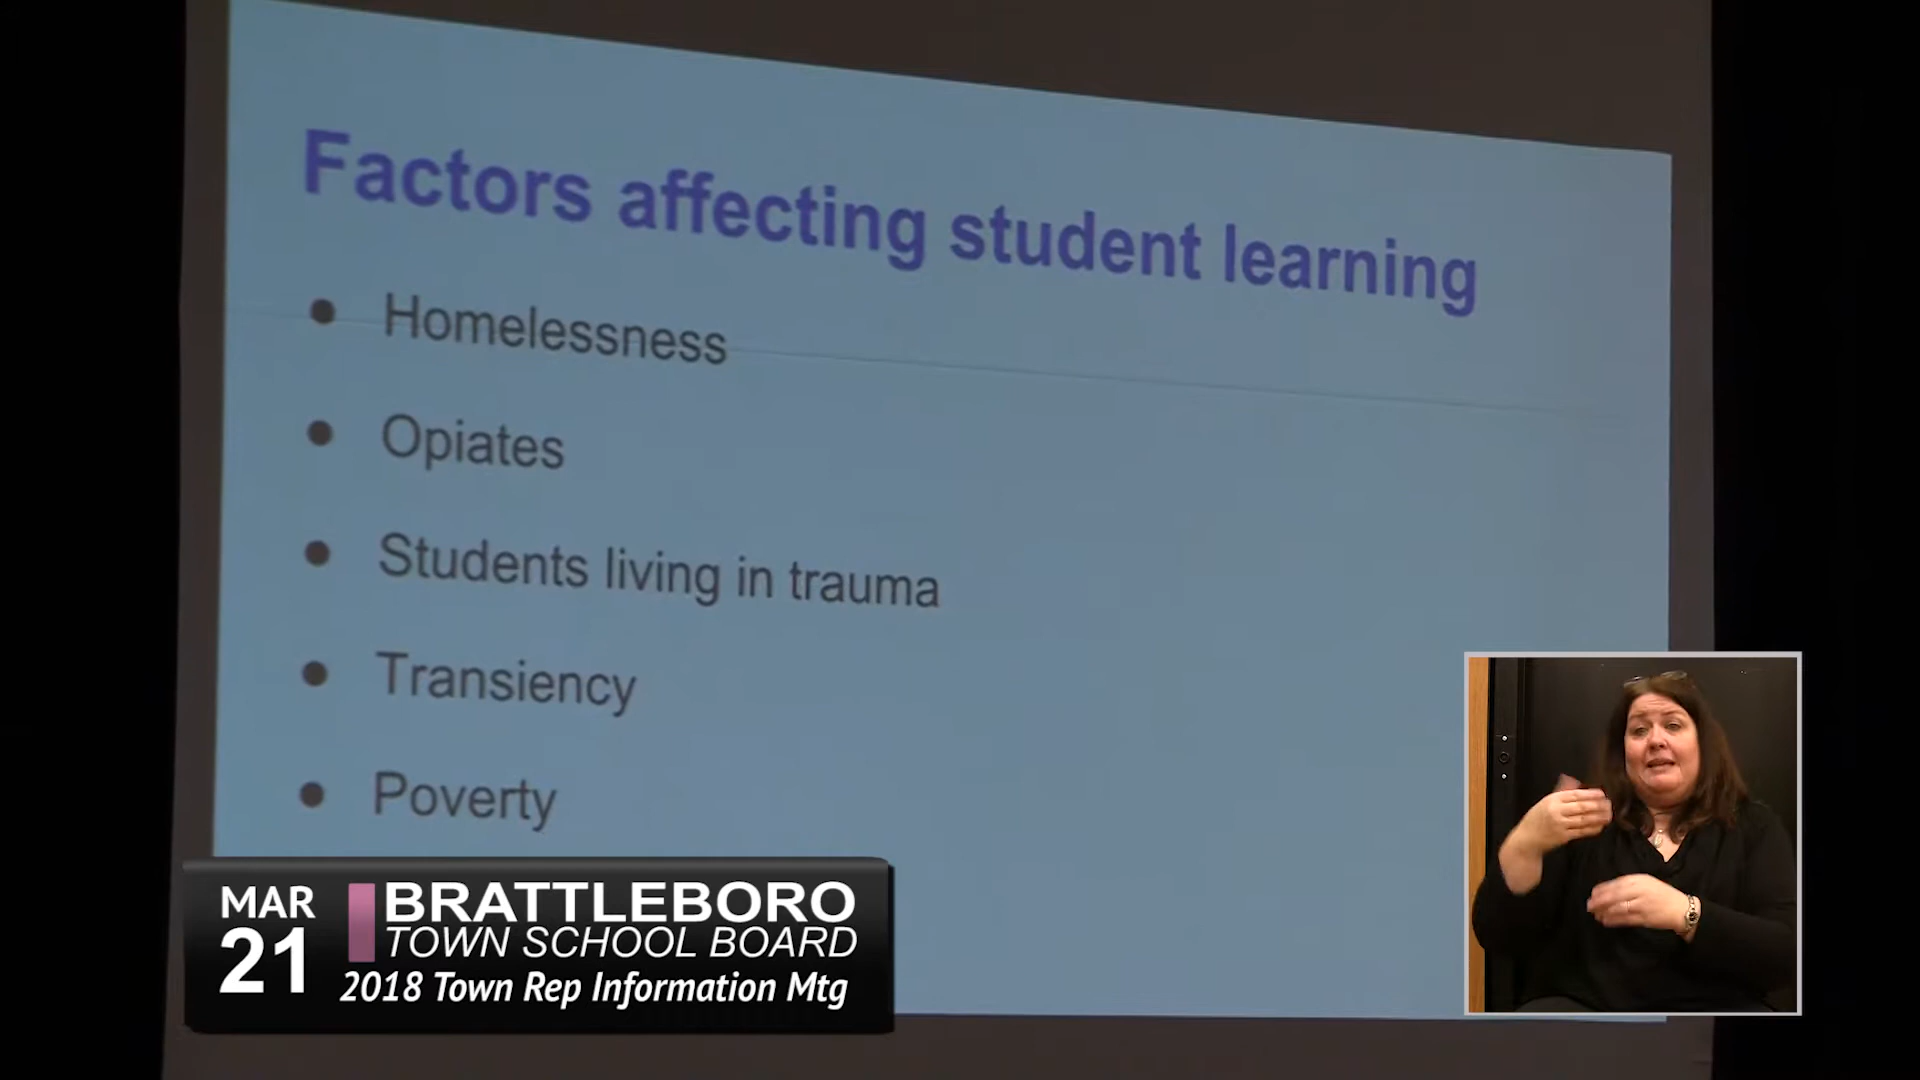 Factors affecting student learning
● Homelessness
● Opiates
● Students living in trauma
● Transiency
● Poverty
MAR
21
BRATTLEBORO
TOWN SCHOOL BOARD
2018 Town Rep Information Mtg